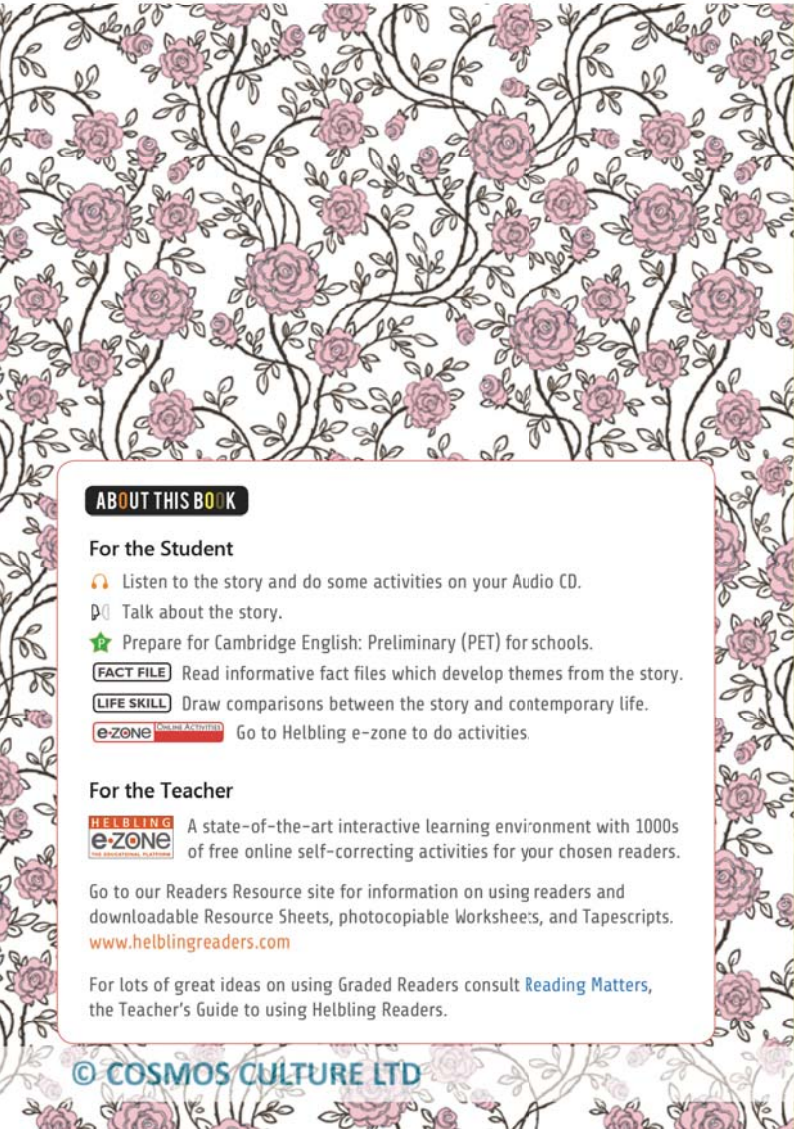 ABOUT THIS BOOK
For the Student
Listen to the story and do some activities on your Audio CD.
Talk about the story.
P Prepare for Cambridge English: Preliminary (PET) for schools.
FACT FILE Read informative fact files which develop themes from the story.
LIFE SKILL Draw comparisons between the story and contemporary life.
e-zone ONLINE ACTIVITIES Go to Helbling e-zone to do activities.
For the Teacher
HELBLING
e-zone
THE EDUCATIONAL PLATFORM
A state-of-the-art interactive learning environment with 1000s
of free online self-correcting activities for your chosen readers.
Go to our Readers Resource site for information on using readers and
downloadable Resource Sheets, photocopiable Worksheets, and Tapescripts.
www.helblingreaders.com
For lots of great ideas on using Graded Readers consult Reading Matters,
the Teacher's Guide to using Helbling Readers.
© COSMOS CULTURE LTD